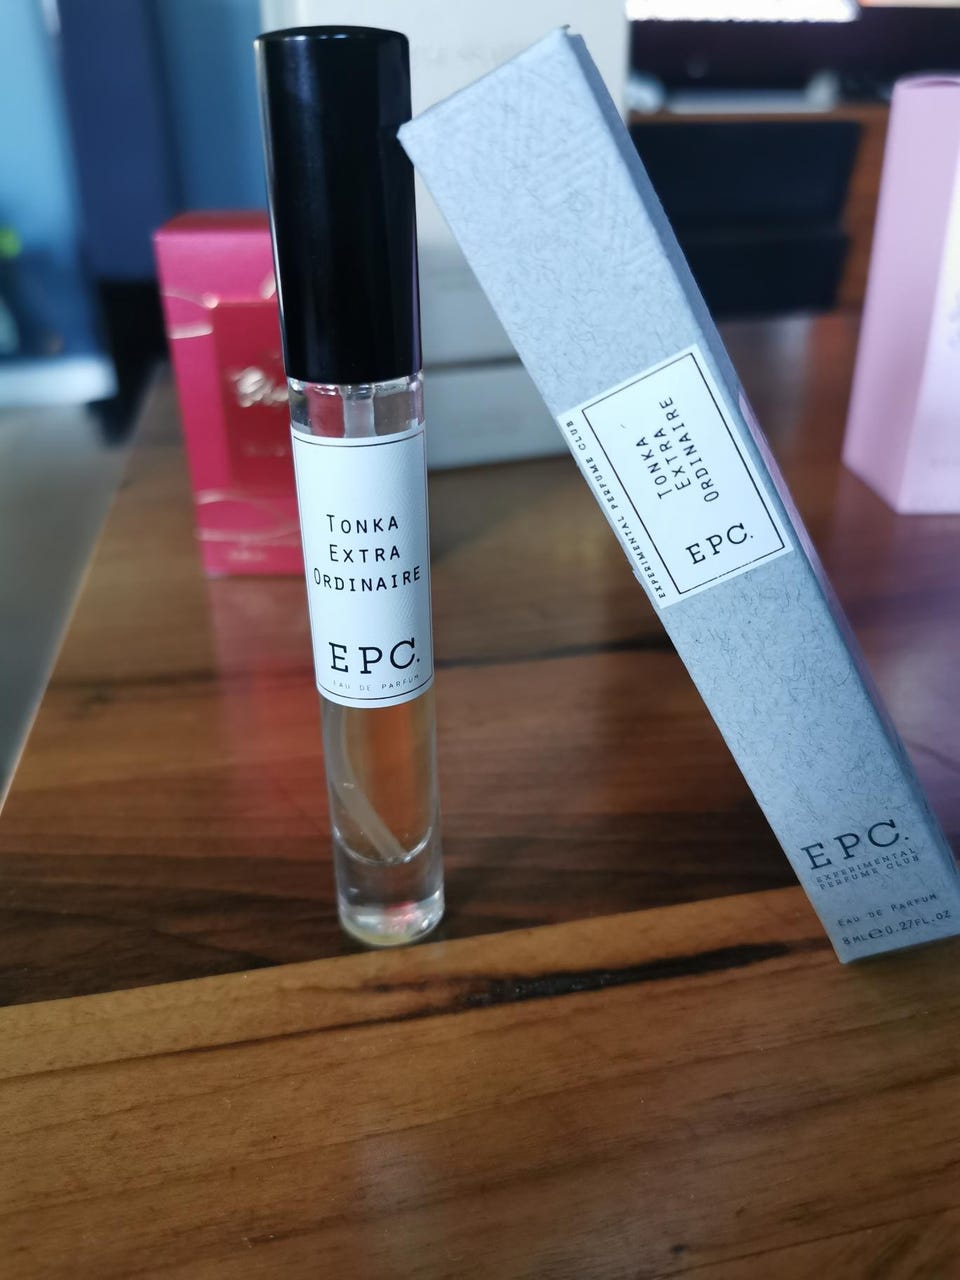 TONKA
EXTRA
ORDINAIRE
EPC.
EAU DE PARFUM
EXPERIMENTAL PERFUME CLUB
TONKA
EXTRA
ORDINAIRE
EPC.
EPC.
EXPERIMENTAL
PERFUME CLUB
EAU DE PARFUM
8ML℮0.27FL.OZ